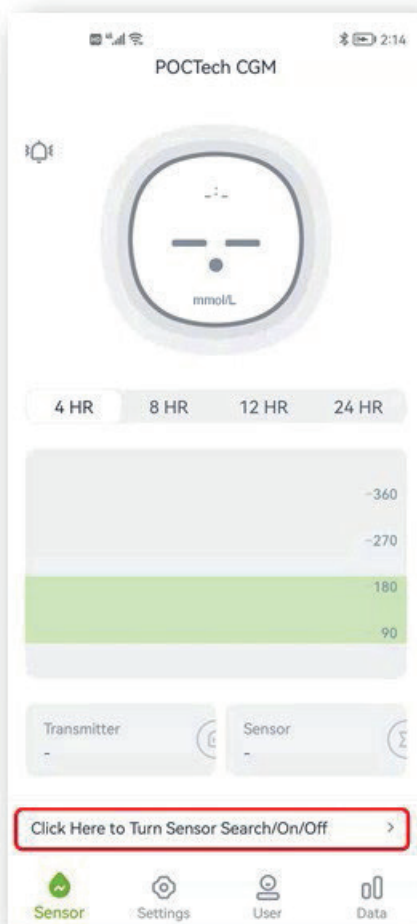 2:14
POCTech CGM
_:_
-- --
mmol/L
4 HR 8 HR 12 HR 24 HR
-360
-270
180
90
Transmitter
-
Sensor
-
Click Here to Turn Sensor Search/On/Off >
Sensor Settings User Data